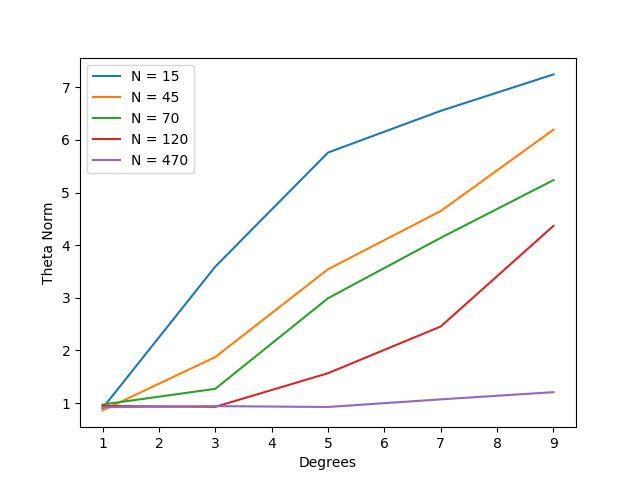 N = 15
N = 45
N = 70
N = 120
N = 470
Theta Norm
7
6
5
4
3
2
1
1 2 3 4 5 6 7 8 9
Degrees